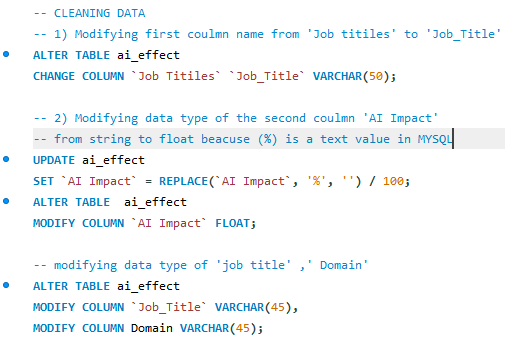 -- CLEANING DATA
-- 1) Modifying first coulmn name from 'Job titiles' to 'Job_Title'
ALTER TABLE ai_effect
CHANGE COLUMN `Job Titiles` `Job_Title` VARCHAR(50);
-- 2) Modifying data type of the second coulmn 'AI Impact'
-- from string to float beacuse (%) is a text value in MYSQL
UPDATE ai_effect
SET `AI Impact` = REPLACE(`AI Impact`, '%', '') / 100;
ALTER TABLE  ai_effect
MODIFY COLUMN `AI Impact` FLOAT;
-- modifying data type of 'job title' ,' Domain'
ALTER TABLE ai_effect
MODIFY COLUMN `Job_Title` VARCHAR(45),
MODIFY COLUMN Domain VARCHAR(45);